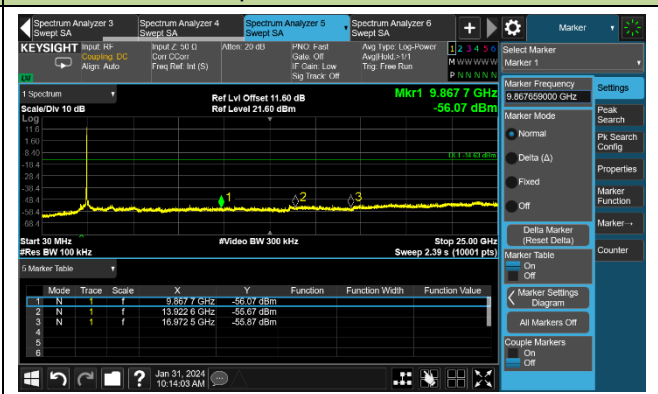 Spectrum Analyzer 3
Swept SA
Spectrum Analyzer 4
Swept SA
Spectrum Analyzer 5
Swept SA
Spectrum Analyzer 6
Swept SA
+
Marker
KEYSIGHT
Input: RF
Coupling: DC
Align: Auto
Input Z: 50 Ω
Corr CCorr
Freq Ref: Int (S)
Atten: 20 dB
PNO: Fast
Gate: Off
IF Gain: Low
Sig Track: Off
Avg Type: Log-Power
Avg|Hold:>1/1
Trig: Free Run
1 2 3 4 5 6
M W W W W W
P N N N N N
LXI
1 Spectrum
Scale/Div 10 dB
Ref Lvl Offset 11.60 dB
Ref Level 21.60 dBm
Mkr1 9.867 7 GHz
-56.07 dBm
Log
11.6
1.60
-8.40
-18.4
-28.4
-38.4
-48.4
-58.4
-68.4
DL1 -14.63 dBm
1
2
3
Start 30 MHz
#Res BW 100 kHz
#Video BW 300 kHz
Stop 25.00 GHz
Sweep 2.39 s (10001 pts)
5 Marker Table
Mode Trace Scale X Y Function Function Width Function Value
1 N 1 f 9.867 7 GHz -56.07 dBm
2 N 1 f 13.922 6 GHz -55.67 dBm
3 N 1 f 16.972 5 GHz -55.87 dBm
4
5
6
Select Marker
Marker 1
Marker Frequency
9.867659000 GHz
Marker Mode
Normal
Delta (Δ)
Fixed
Off
Delta Marker
(Reset Delta)
Marker Table
On
Off
Marker Settings
Diagram
All Markers Off
Couple Markers
On
Off
Settings
Peak
Search
Pk Search
Config
Properties
Marker
Function
Marker→
Counter
?
Jan 31, 2024
10:14:03 AM